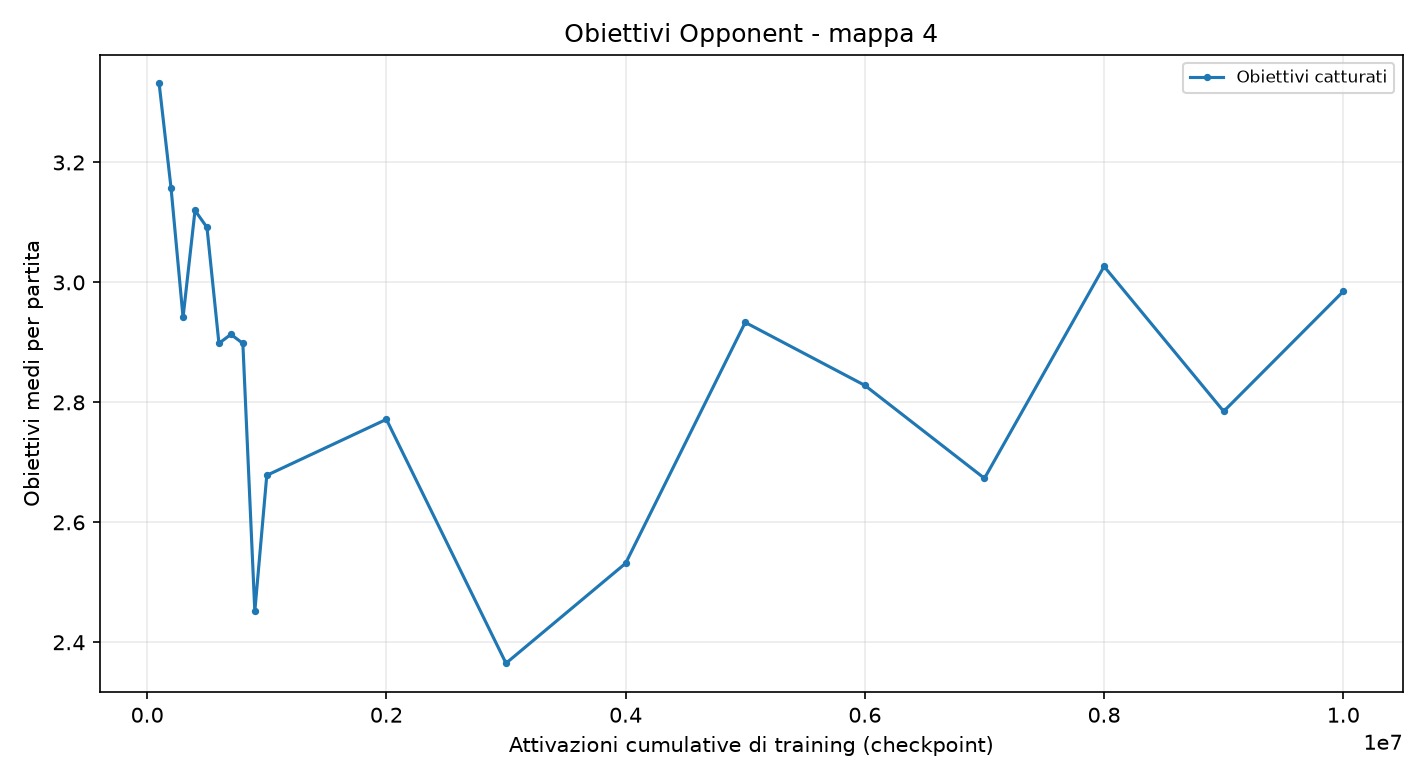 Obiettivi Opponent - mappa 4
Obiettivi catturati
Obiettivi medi per partita
3.2
3.0
2.8
2.6
2.4
0.0 0.2 0.4 0.6 0.8 1.0
1e7
Attivazioni cumulative di training (checkpoint)